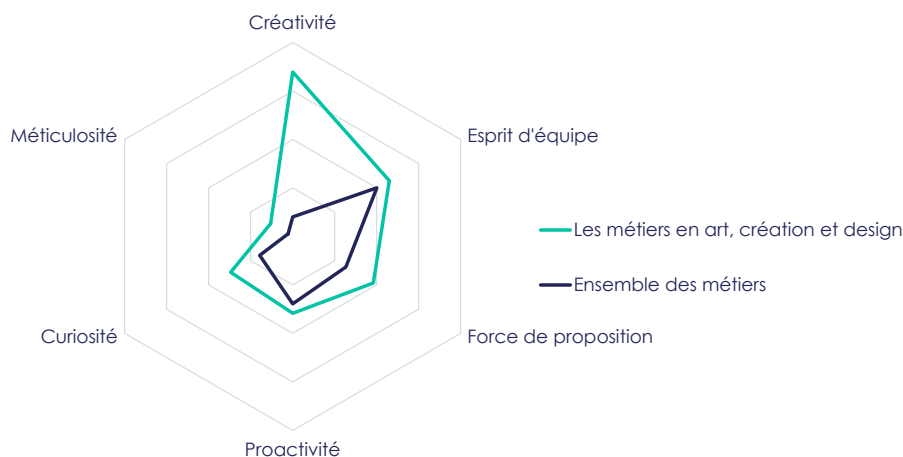 Créativité
Méticulosité
Esprit d'équipe
Les métiers en art, création et design
Ensemble des métiers
Curiosité
Force de proposition
Proactivité